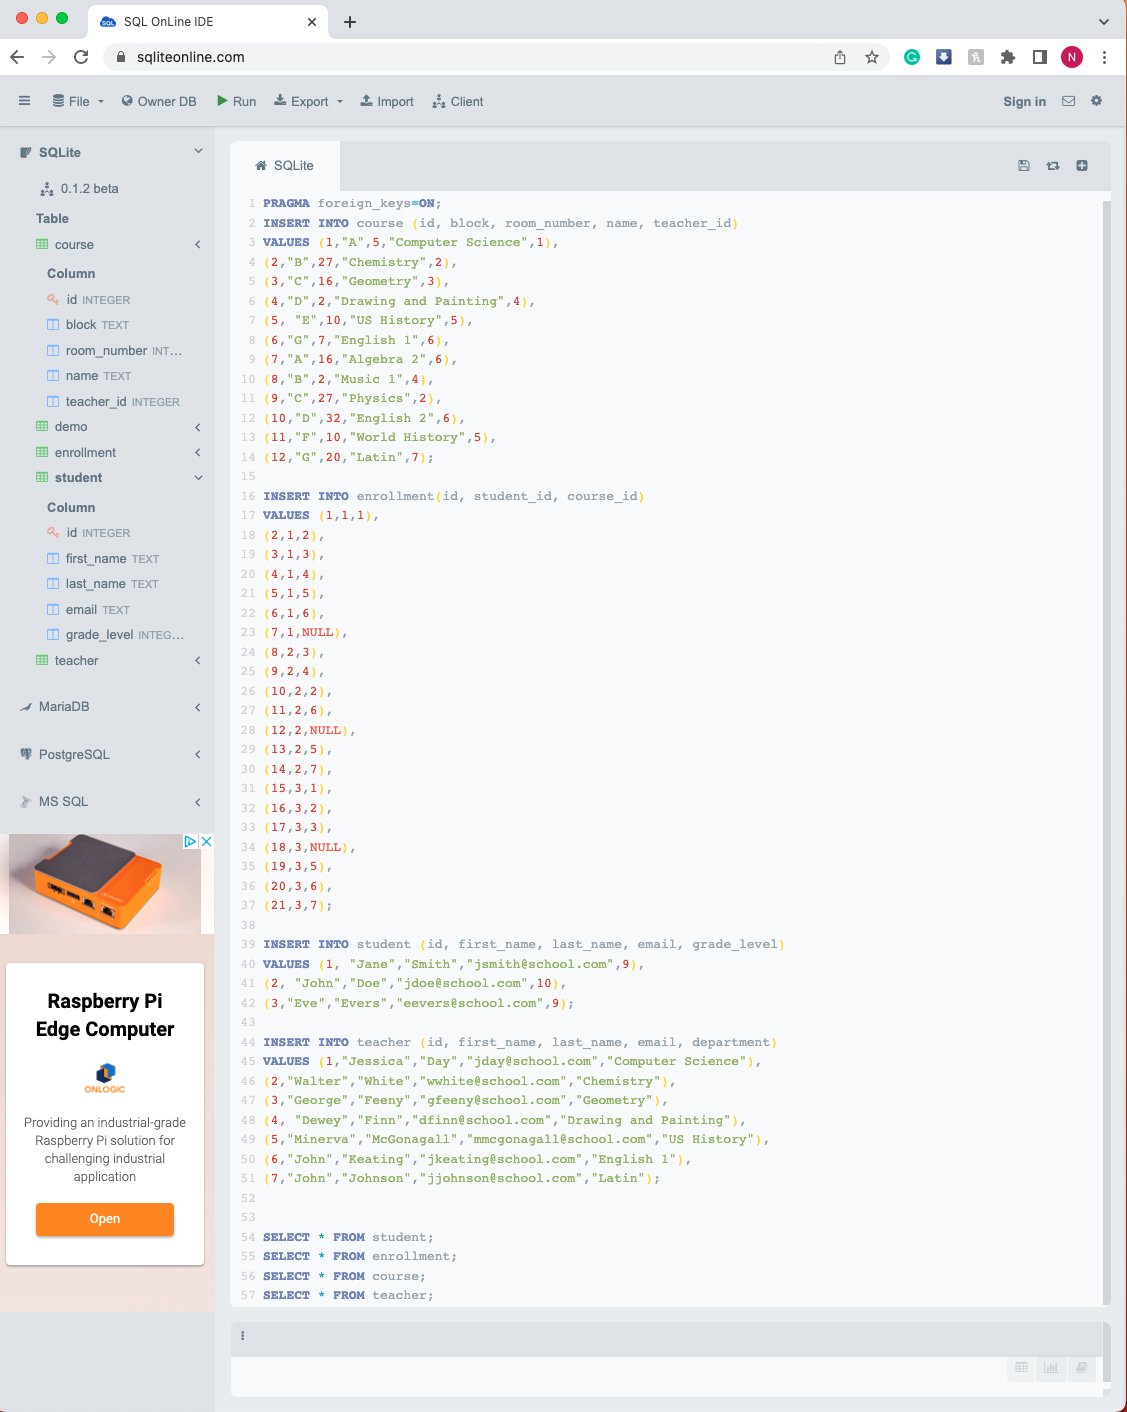 SQL OnLine IDE
sqliteonline.com
N
File
Owner DB
Run
Export
Import
Client
Sign in
SQLite
0.1.2 beta
Table
course
Column
id INTEGER
block TEXT
room_number INT...
name TEXT
teacher_id INTEGER
demo
enrollment
student
Column
id INTEGER
first_name TEXT
last_name TEXT
email TEXT
grade_level INTEG...
teacher
MariaDB
PostgreSQL
MS SQL
Raspberry Pi
Edge Computer
ONLOGIC
Providing an industrial-grade
Raspberry Pi solution for
challenging industrial
application
Open
SQLite
1 PRAGMA foreign_keys=ON;
2 INSERT INTO course (id, block, room_number, name, teacher_id)
3 VALUES (1,"A",5,"Computer Science",1),
4 (2,"B",27,"Chemistry",2),
5 (3,"C",16,"Geometry",3),
6 (4,"D",2,"Drawing and Painting",4),
7 (5, "E",10,"US History",5),
8 (6,"G",7,"English 1",6),
9 (7,"A",16,"Algebra 2",6),
10 (8,"B",2,"Music 1",4),
11 (9,"C",27,"Physics",2),
12 (10,"D",32,"English 2",6),
13 (11,"F",10,"World History",5),
14 (12,"G",20,"Latin",7);
15
16 INSERT INTO enrollment(id, student_id, course_id)
17 VALUES (1,1,1),
18 (2,1,2),
19 (3,1,3),
20 (4,1,4),
21 (5,1,5),
22 (6,1,6),
23 (7,1,NULL),
24 (8,2,3),
25 (9,2,4),
26 (10,2,2),
27 (11,2,6),
28 (12,2,NULL),
29 (13,2,5),
30 (14,2,7),
31 (15,3,1),
32 (16,3,2),
33 (17,3,3),
34 (18,3,NULL),
35 (19,3,5),
36 (20,3,6),
37 (21,3,7);
38
39 INSERT INTO student (id, first_name, last_name, email, grade_level)
40 VALUES (1, "Jane","Smith","jsmith@school.com",9),
41 (2, "John","Doe","jdoe@school.com",10),
42 (3,"Eve","Evers","eevers@school.com",9);
43
44 INSERT INTO teacher (id, first_name, last_name, email, department)
45 VALUES (1,"Jessica","Day","jday@school.com","Computer Science"),
46 (2,"Walter","White","wwhite@school.com","Chemistry"),
47 (3,"George","Feeny","gfeeny@school.com","Geometry"),
48 (4, "Dewey","Finn","dfinn@school.com","Drawing and Painting"),
49 (5,"Minerva","McGonagall","mmcgonagall@school.com","US History"),
50 (6,"John","Keating","jkeating@school.com","English 1"),
51 (7,"John","Johnson","jjohnson@school.com","Latin");
52
53
54 SELECT * FROM student;
55 SELECT * FROM enrollment;
56 SELECT * FROM course;
57 SELECT * FROM teacher;